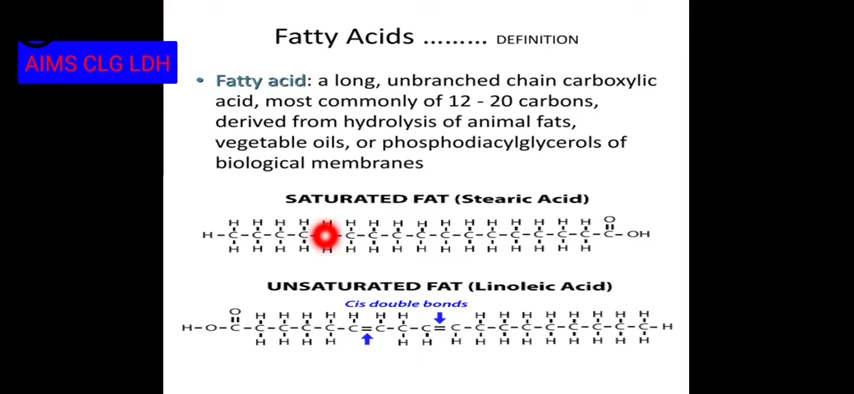 Fatty Acids ......... DEFINITION
AIMS CLG LDH
• Fatty acid: a long, unbranched chain carboxylic
acid, most commonly of 12 - 20 carbons,
derived from hydrolysis of animal fats,
vegetable oils, or phosphodiacylglycerols of
biological membranes
SATURATED FAT (Stearic Acid)
H H H H H H H H H H H H H H H H O
H-C-C-C-C- -C-C-C-C-C-C-C-C-C-C-C-C-OH
H H H H H H H H H H H H H H H H
UNSATURATED FAT (Linoleic Acid)
Cis double bonds
O H H H H H H H H H H H H H H H H
H-O-C-C-C-C-C-C=C-C-C=C-C-C-C-C-C-C-C-C-H
H H H H H H H H H H H H H H